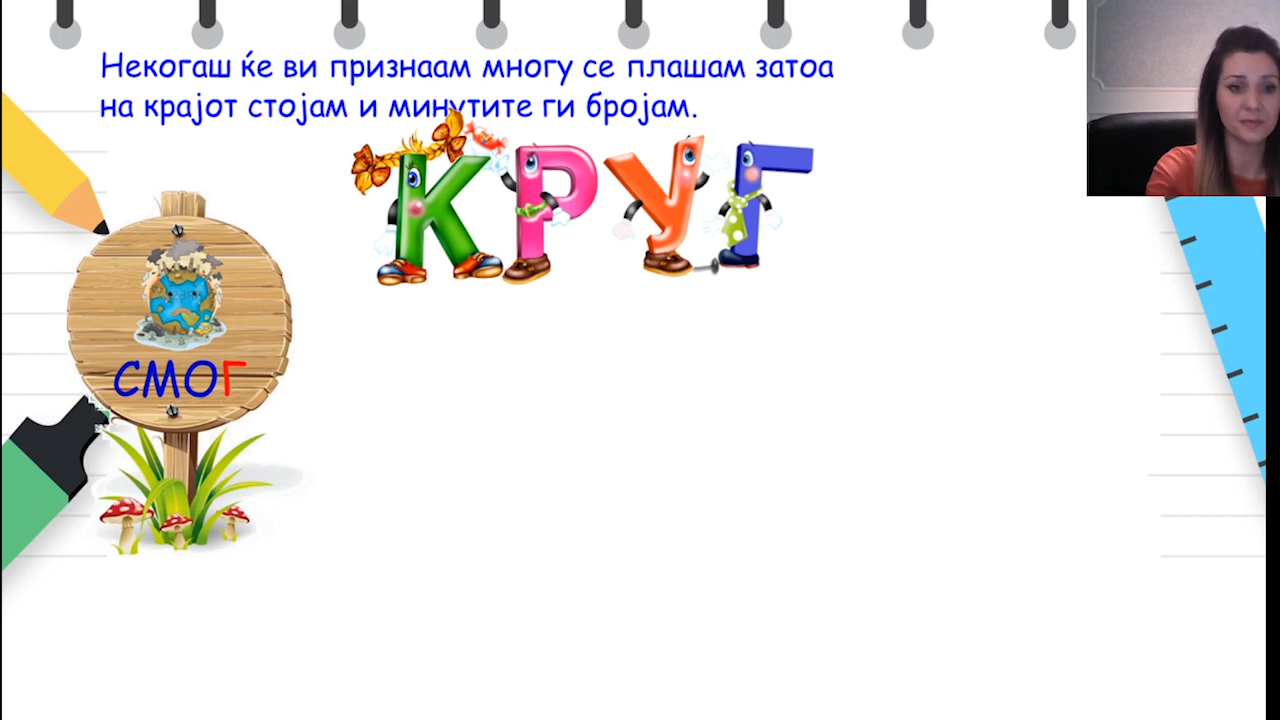 Некогаш ќе ви признаам многу се плашам затоа
на крајот стојам и минутите ги бројам.
КРУГ
СМОГ